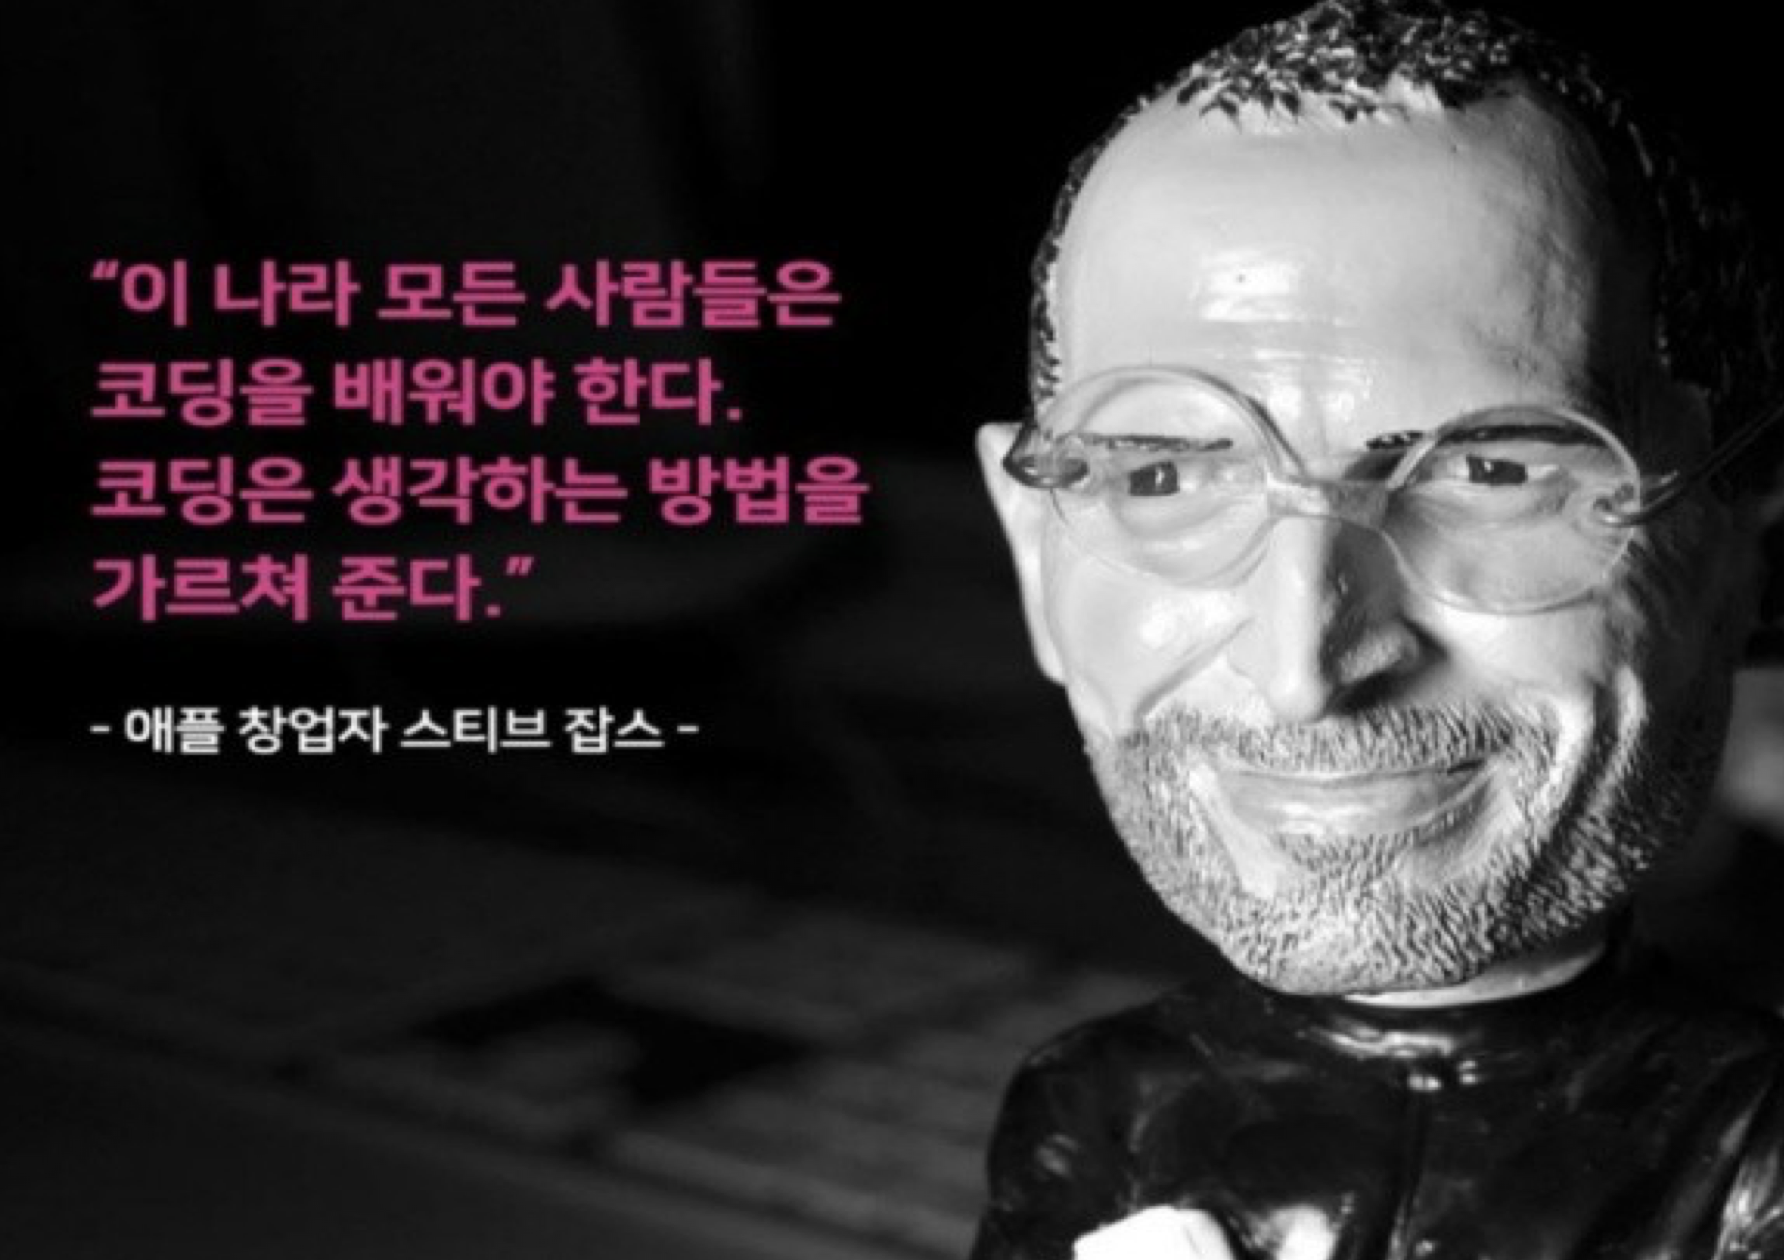 “이 나라 모든 사람들은
코딩을 배워야 한다.
코딩은 생각하는 방법을
가르쳐 준다.”
- 애플 창업자 스티브 잡스 -